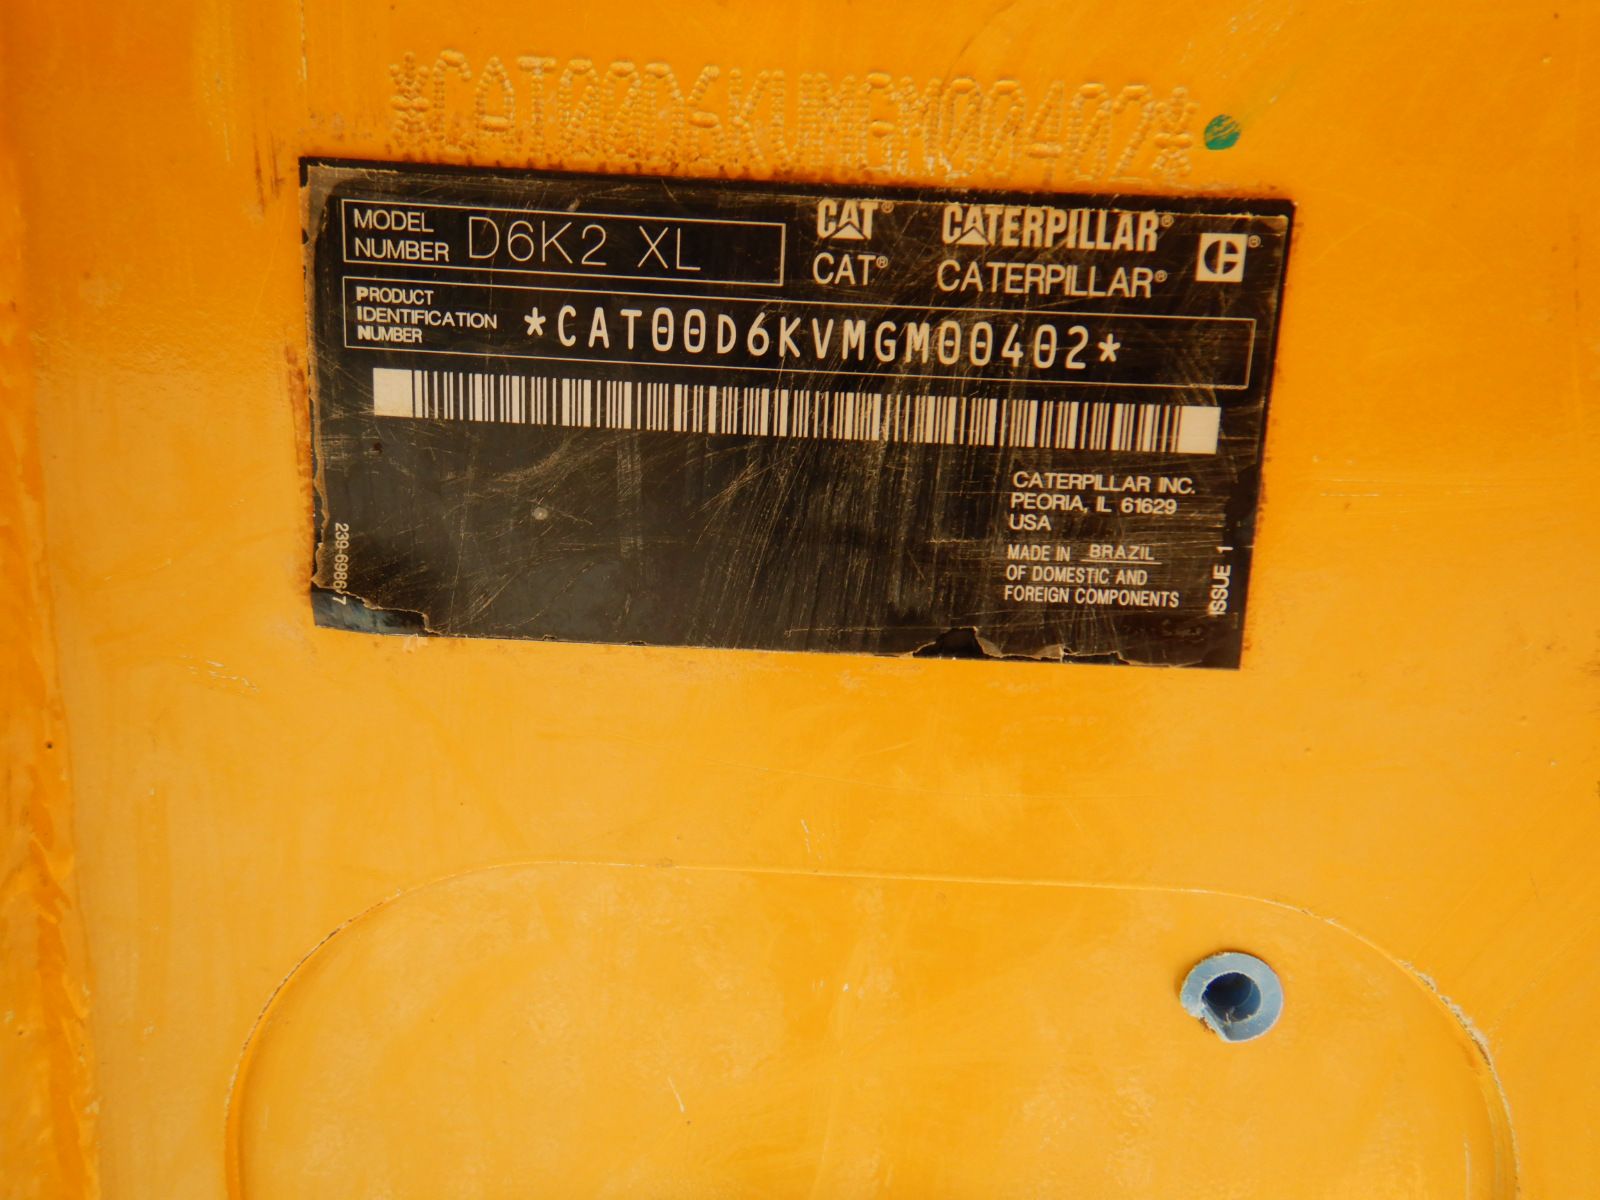 *CAT00D6KVMGM00402*
MODEL NUMBER D6K2 XL
CAT® CATERPILLAR®
CAT® CATERPILLAR®
PRODUCT IDENTIFICATION NUMBER *CAT00D6KVMGM00402*
CATERPILLAR INC.
PEORIA, IL 61629
USA
MADE IN BRAZIL
OF DOMESTIC AND
FOREIGN COMPONENTS
ISSUE 1